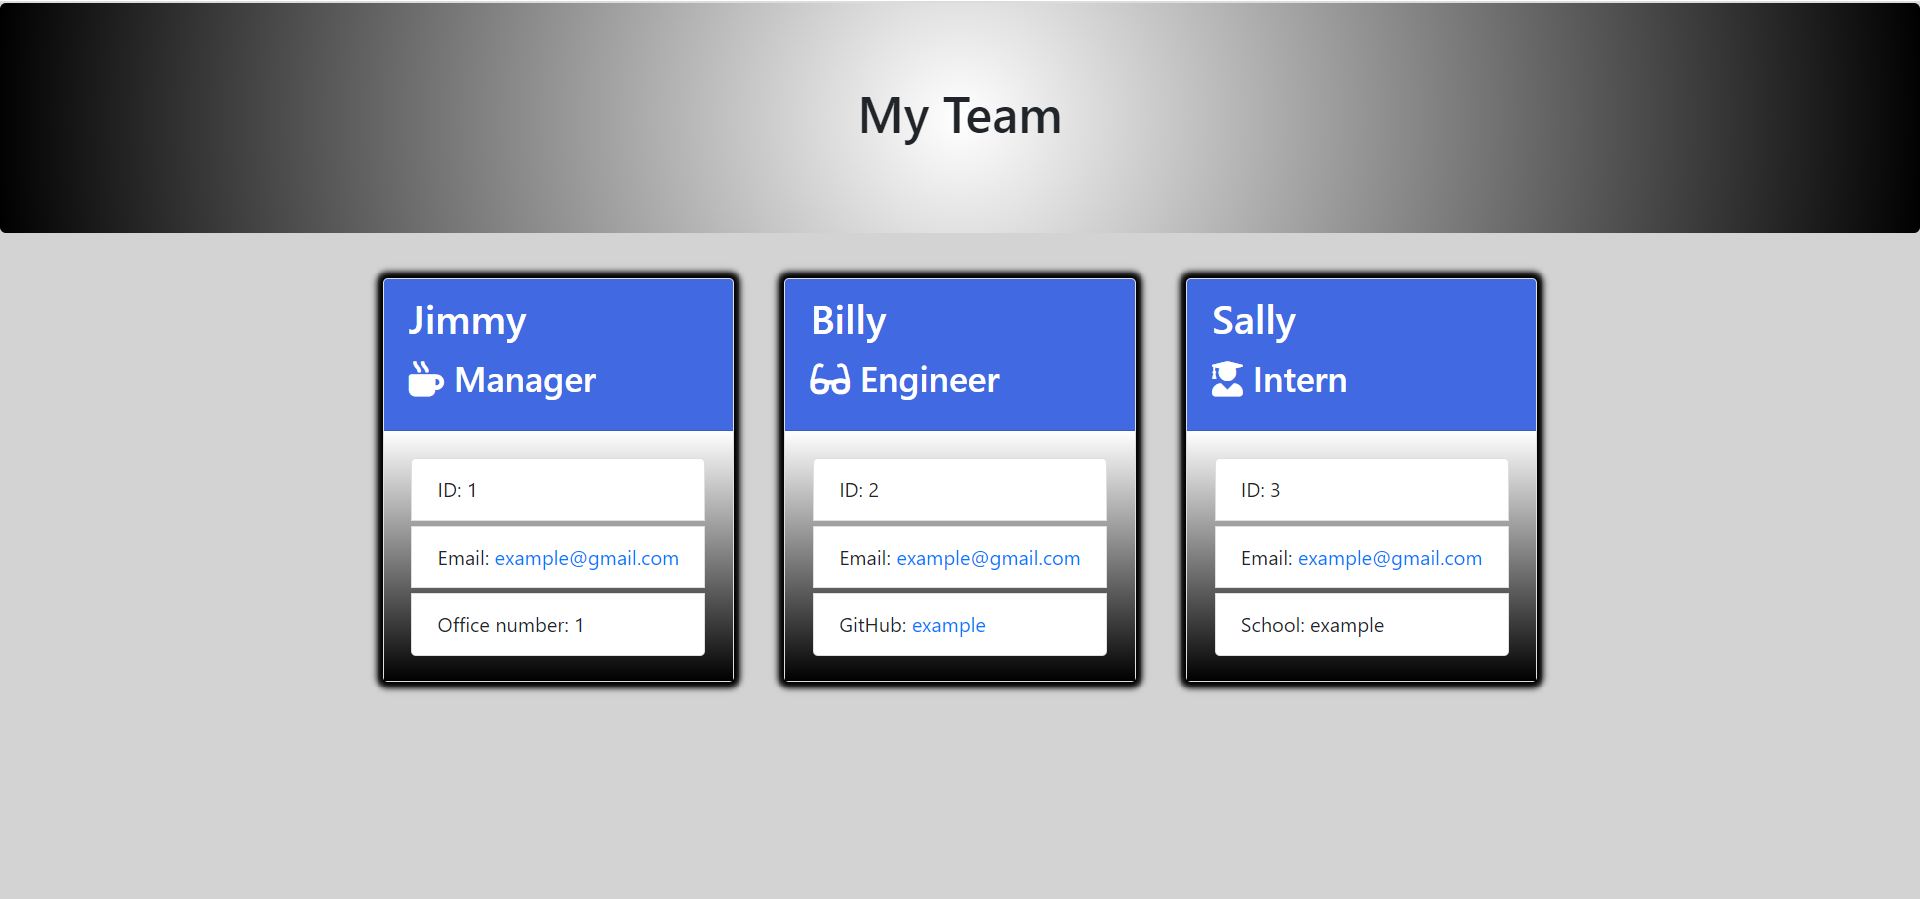 My Team
Jimmy
Manager
ID: 1
Email: example@gmail.com
Office number: 1
Billy
Engineer
ID: 2
Email: example@gmail.com
GitHub: example
Sally
Intern
ID: 3
Email: example@gmail.com
School: example